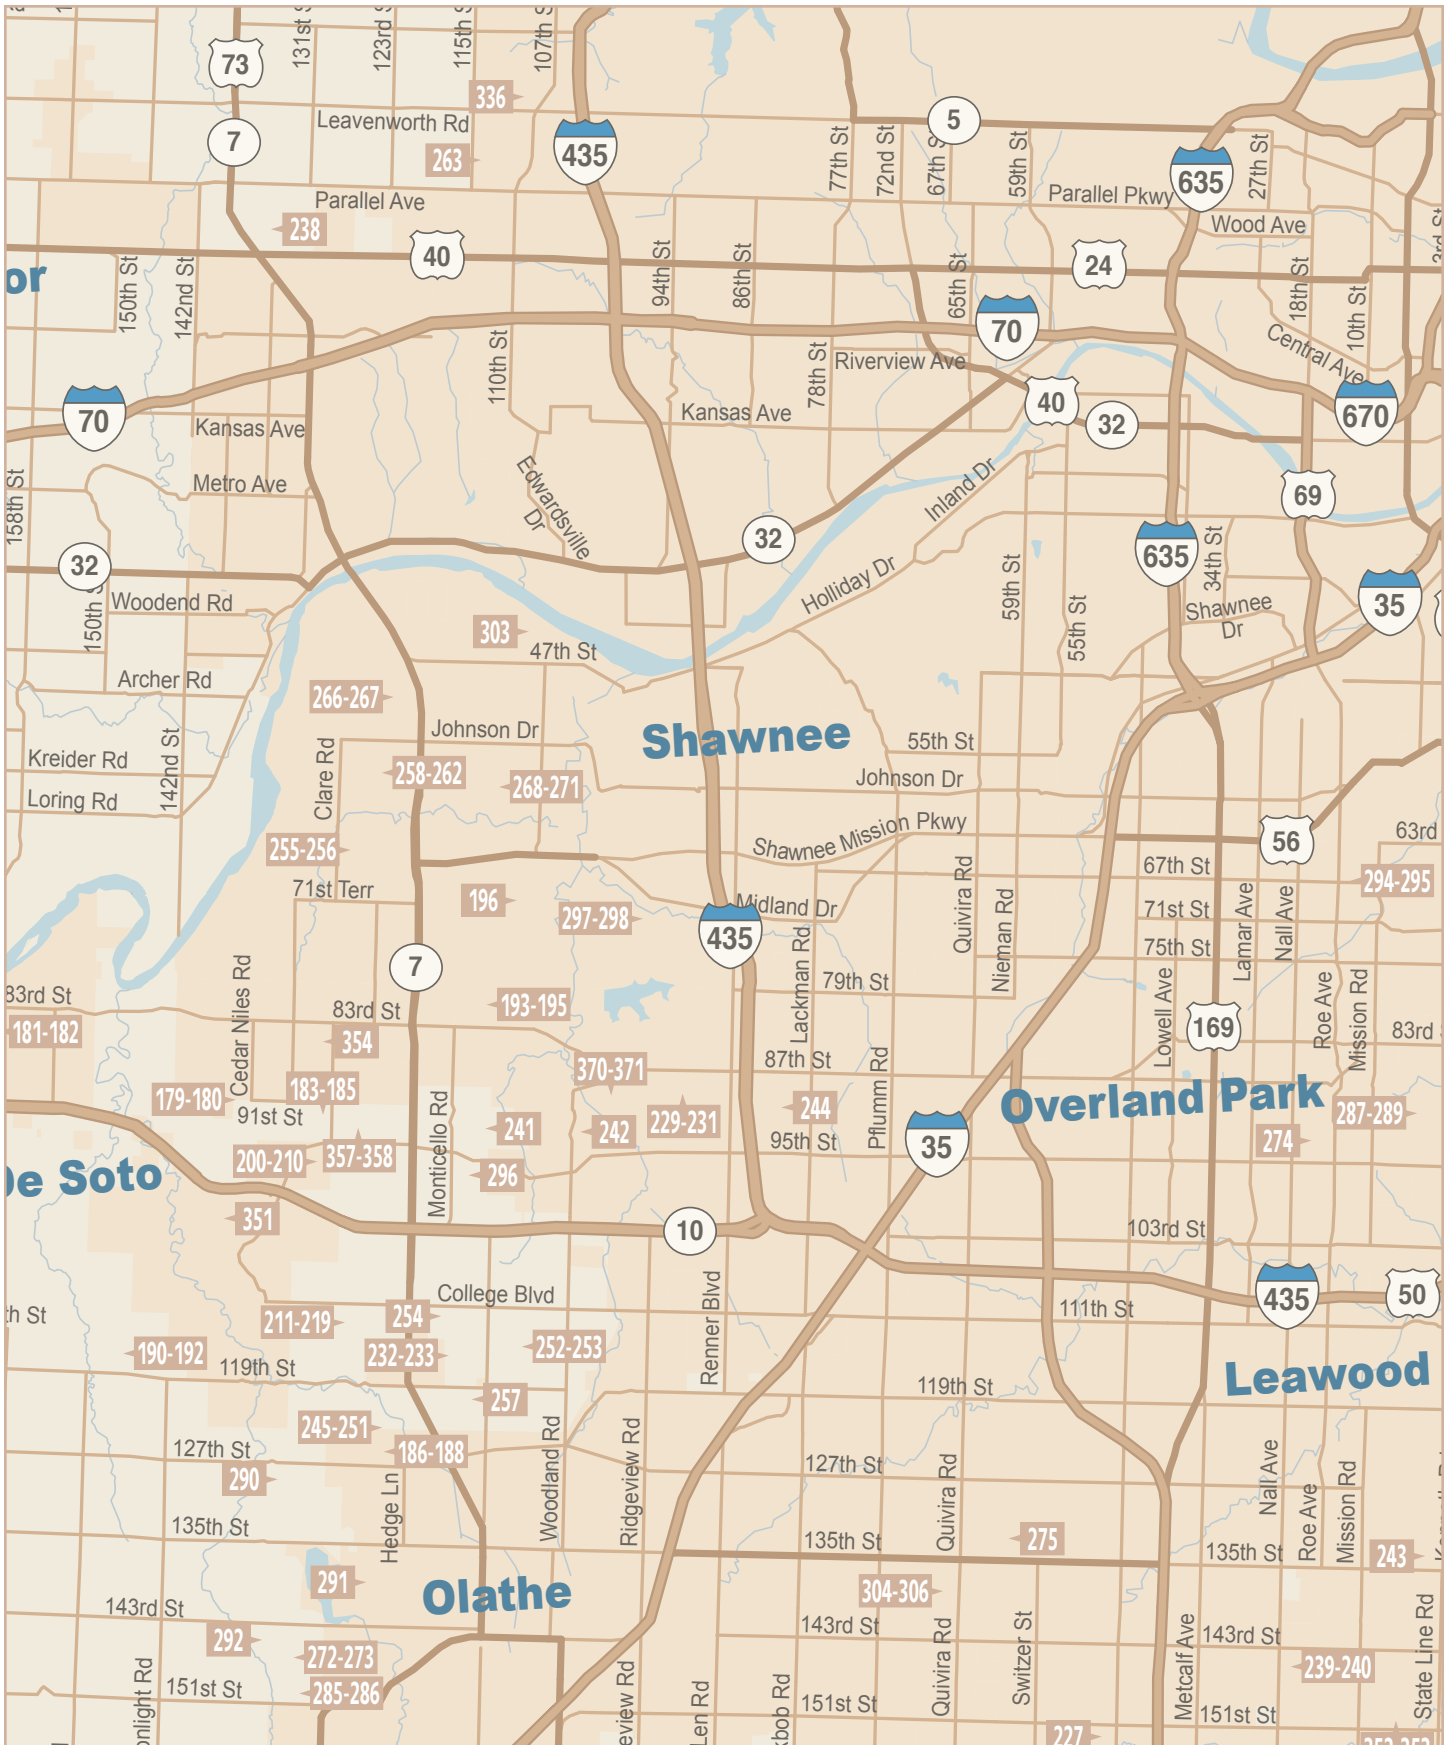 131st S
123rd S
115th S
107th S
73
336
Leavenworth Rd
5
7
435
263
77th St
72nd St
67th S
59th St
635
27th St
Parallel Ave
Parallel Pkwy
Wood Ave
238
40
24
3rd St
or
150th St
142nd St
94th St
86th St
65th St
18th St
10th St
70
Central Ave
110th St
78th St
Riverview Ave
70
Kansas Ave
Kansas Ave
40
32
670
158th St
Metro Ave
Edwardsville
Dr
Inland Dr
69
32
32
635
34th St
35
150th S
Woodend Rd
Holliday Dr
59th St
55th St
Shawnee
Dr
303
47th St
Archer Rd
266-267
Johnson Dr
Shawnee
55th St
Kreider Rd
142nd St
Clare Rd
258-262
268-271
Johnson Dr
Loring Rd
255-256
Shawnee Mission Pkwy
56
63rd
67th St
294-295
71st Terr
196
297-298
Midland Dr
435
Quivira Rd
Nieman Rd
71st St
Lamar Ave
Nall Ave
75th St
7
Lackman Rd
79th St
83rd St
Cedar Niles Rd
83rd St
193-195
Lowell Ave
169
Roe Ave
Mission Rd
83rd
181-182
354
370-371
87th St
Pflumm Rd
179-180
183-185
91st St
Monticello Rd
241
242
229-231
244
Overland Park
287-289
95th St
35
274
De Soto
200-210
357-358
296
351
10
103rd St
College Blvd
Renner Blvd
435
50
111th St
th St
211-219
254
190-192
232-233
252-253
119th St
257
119th St
Leawood
245-251
127th St
186-188
Woodland Rd
Ridgeview Rd
127th St
Quivira Rd
Nall Ave
Roe Ave
Mission Rd
290
Hedge Ln
135th St
135th St
275
135th St
243
291
Olathe
304-306
143rd St
143rd St
143rd St
292
272-273
Quivira Rd
Switzer St
Metcalf Ave
239-240
State Line Rd
onlight Rd
151st St
285-286
eview Rd
Len Rd
xbob Rd
151st St
151st St
227